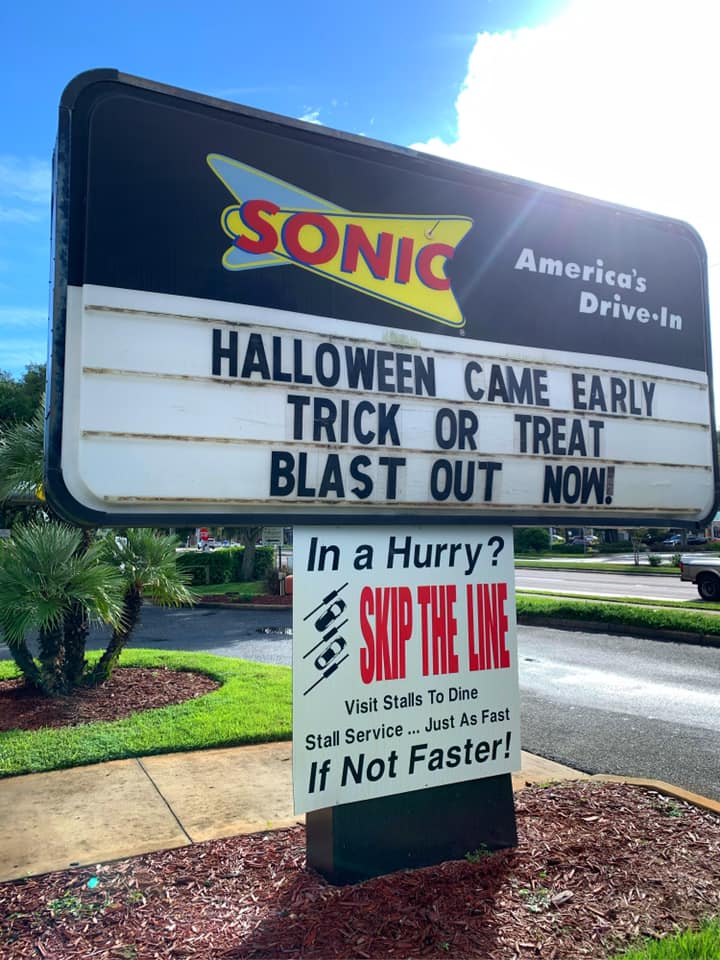 SONIC
America's
Drive-In
HALLOWEEN CAME EARLY
TRICK OR TREAT
BLAST OUT NOW!
In a Hurry?
SKIP THE LINE
Visit Stalls To Dine
Stall Service ... Just As Fast
If Not Faster!